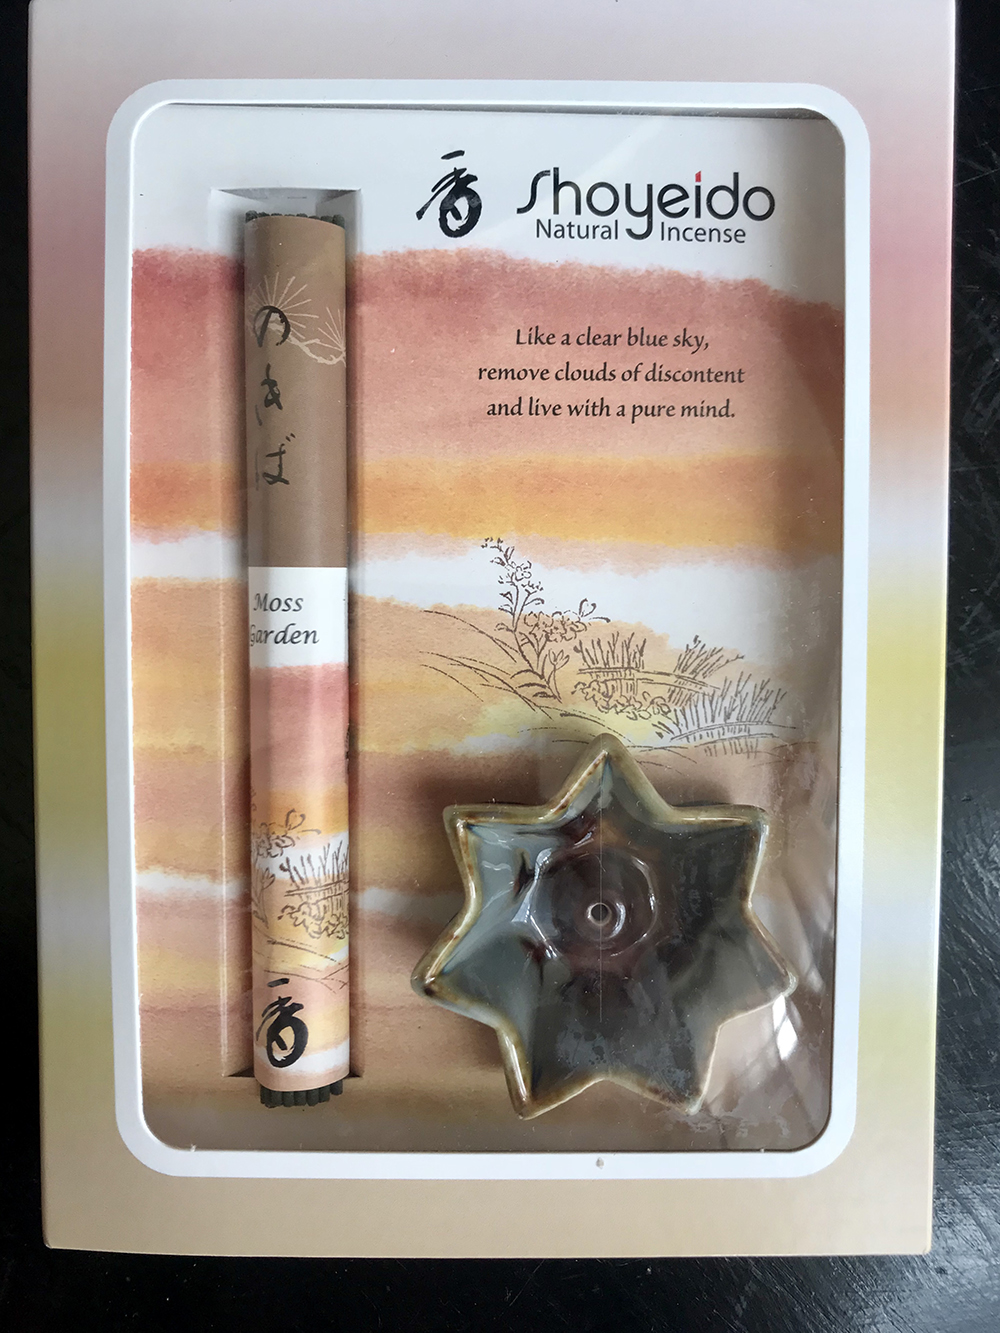 香 Shoyeido
Natural Incense
Like a clear blue sky,
remove clouds of discontent
and live with a pure mind.
のきば
Moss
Garden
香